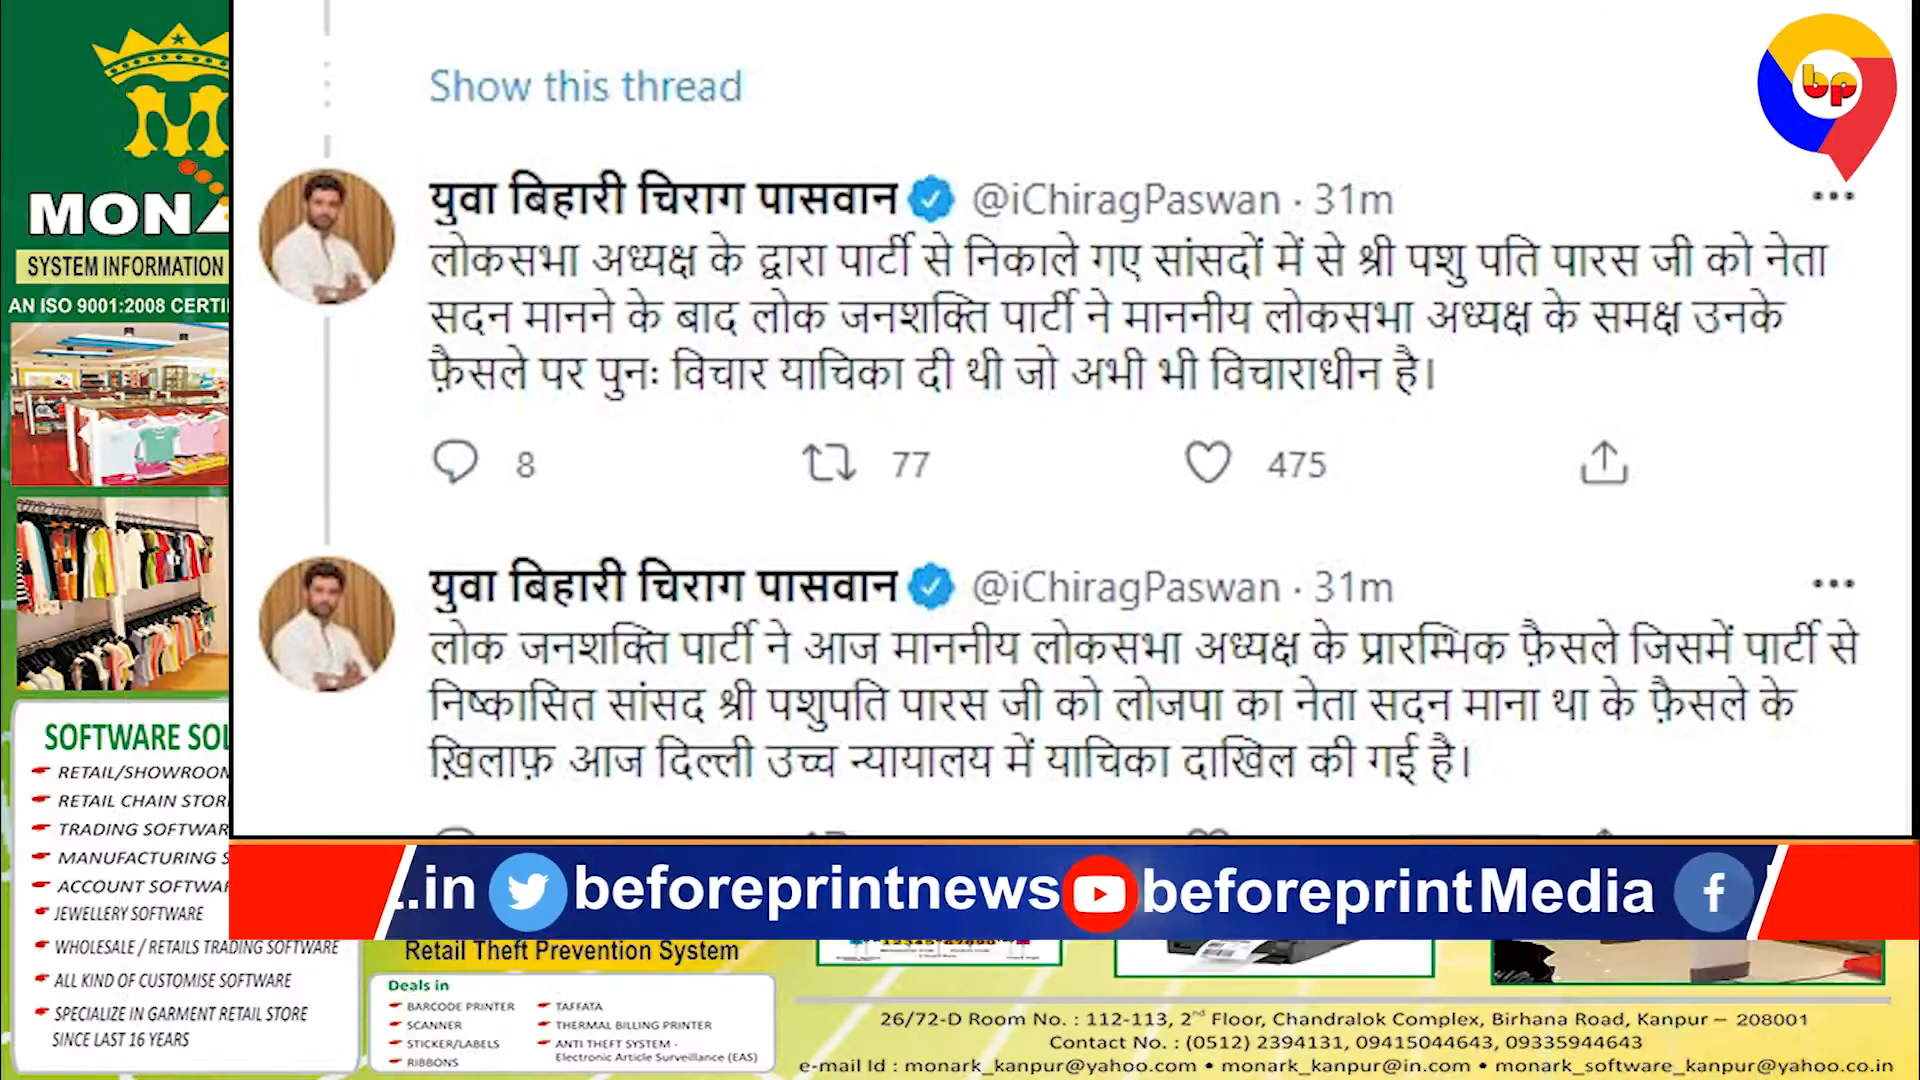 Show this thread
bp
युवा बिहारी चिराग पासवान @iChiragPaswan · 31m
लोकसभा अध्यक्ष के द्वारा पार्टी से निकाले गए सांसदों में से श्री पशु पति पारस जी को नेता
सदन मानने के बाद लोक जनशक्ति पार्टी ने माननीय लोकसभा अध्यक्ष के समक्ष उनके
फ़ैसले पर पुनः विचार याचिका दी थी जो अभी भी विचाराधीन है।
8 77 475
युवा बिहारी चिराग पासवान @iChiragPaswan · 31m
लोक जनशक्ति पार्टी ने आज माननीय लोकसभा अध्यक्ष के प्रारम्भिक फ़ैसले जिसमें पार्टी से
निष्कासित सांसद श्री पशुपति पारस जी को लोजपा का नेता सदन माना था के फ़ैसले के
ख़िलाफ़ आज दिल्ली उच्च न्यायालय में याचिका दाखिल की गई है।
.in beforeprintnews beforeprintMedia
M
MONA
SYSTEM INFORMATION
AN ISO 9001:2008 CERTI
SOFTWARE SOL
RETAIL/SHOWROOM
RETAIL CHAIN STOR
TRADING SOFTWAR
MANUFACTURING S
ACCOUNT SOFTWAR
JEWELLERY SOFTWARE
WHOLESALE / RETAILS TRADING SOFTWARE
ALL KIND OF CUSTOMISE SOFTWARE
SPECIALIZE IN GARMENT RETAIL STORE
SINCE LAST 16 YEARS
Retail Theft Prevention System
Deals in
BARCODE PRINTER
SCANNER
STICKER/LABELS
RIBBONS
TAFFATA
THERMAL BILLING PRINTER
ANTI THEFT SYSTEM -
Electronic Article Surveillance (EAS)
26/72-D Room No. : 112-113, 2nd Floor, Chandralok Complex, Birhana Road, Kanpur – 208001
Contact No. : (0512) 2394131, 09415044643, 09335944643
e-mail Id : monark_kanpur@yahoo.com • monark_kanpur@in.com • monark_software_kanpur@yahoo.co.in